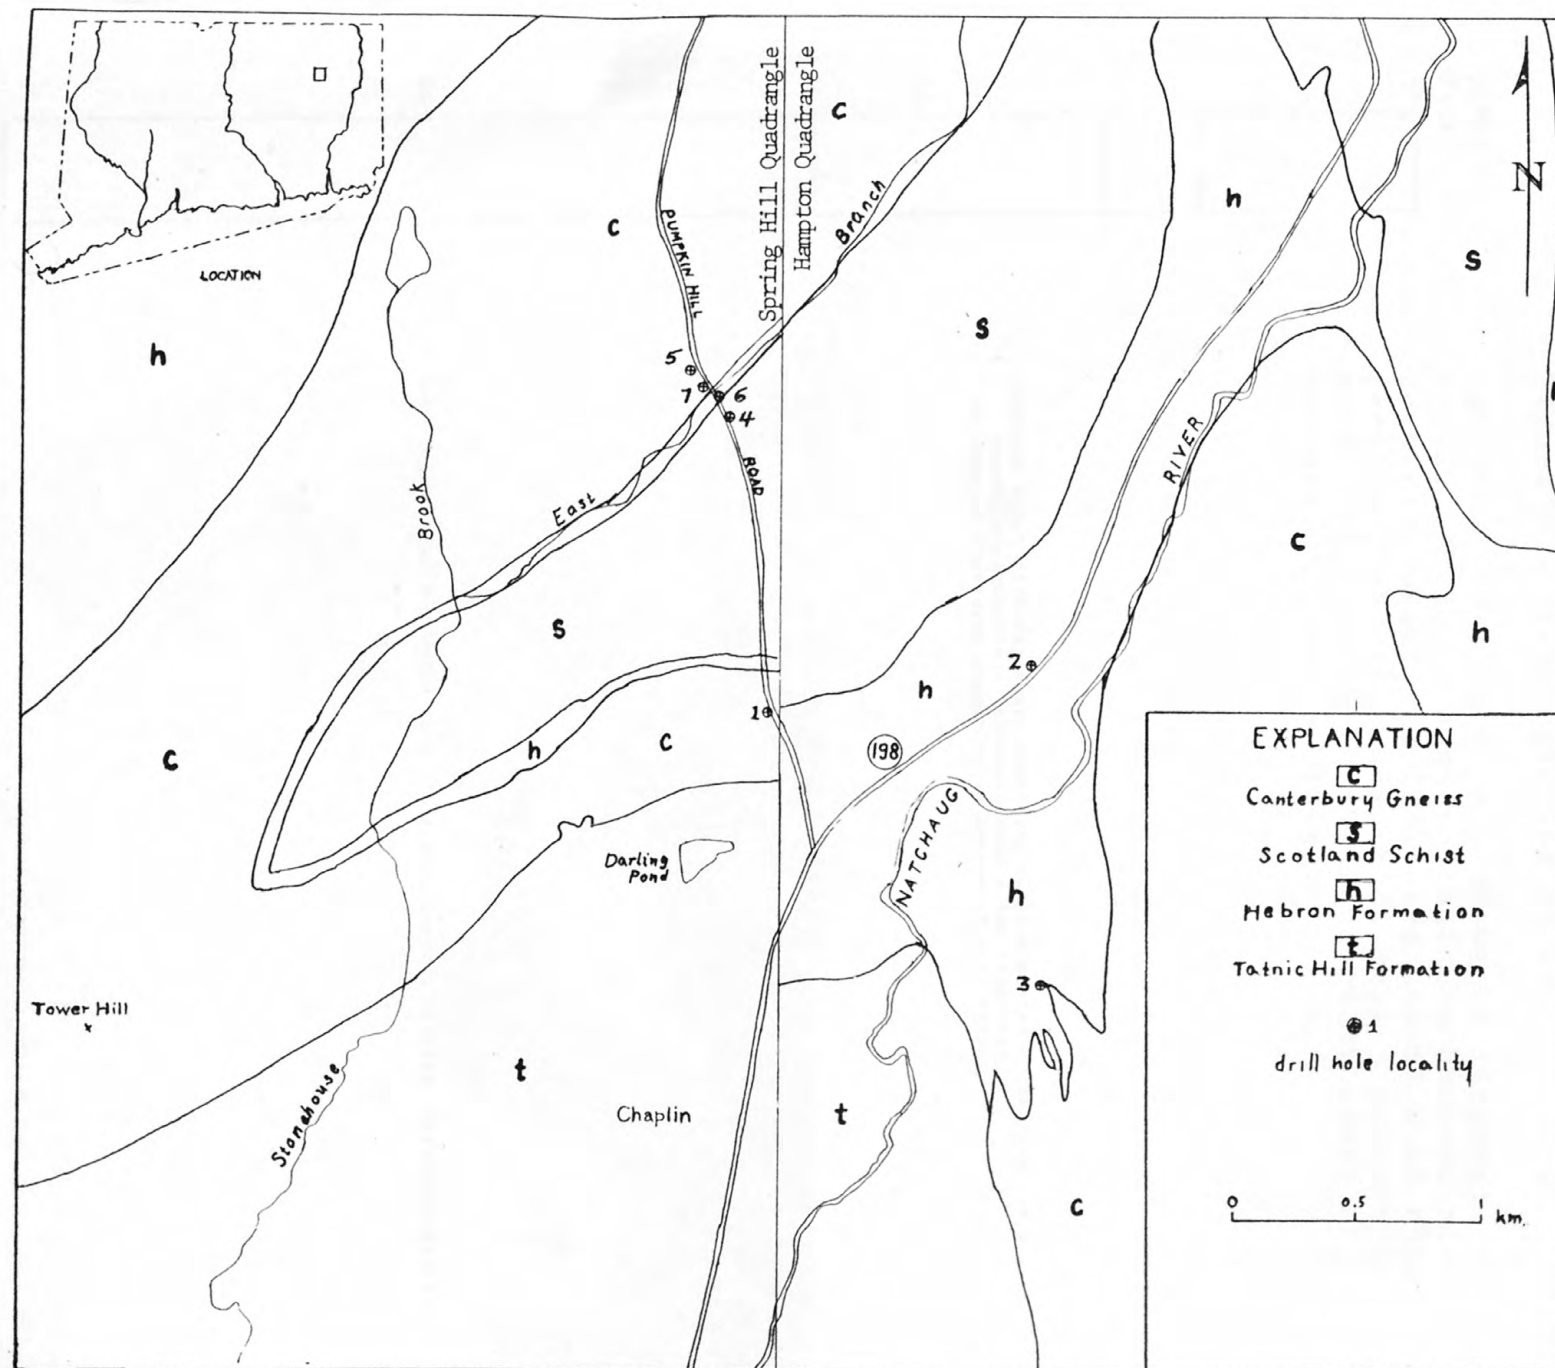 LOCATION
Spring Hill Quadrangle
Hampton Quadrangle
N
c
c
h
s
s
h
PUMPKIN HILL
ROAD
Branch
East
Brook
RIVER
5
7
6
4
c
s
h
2
h
1
c
h
198
c
Darling
Pond
NATCHAUG
h
3
Tower Hill
x
t
Stonehouse
Chaplin
t
c
EXPLANATION
c
Canterbury Gneiss
s
Scotland Schist
h
Hebron Formation
t
Tatnic Hill Formation
1
drill hole locality
0 0.5 1 km.